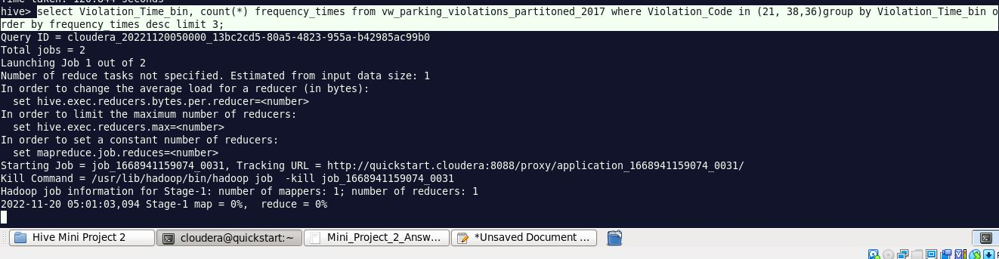 hive> select Violation_Time_bin, count(*) frequency_times from vw_parking_violations_partitoned_2017 where Violation_Code in (21, 38,36)group by Violation_Time_bin o
rder by frequency_times desc limit 3;
Query ID = cloudera_20221120050000_13bc2cd5-80a5-4823-955a-b42985ac99b0
Total jobs = 2
Launching Job 1 out of 2
Number of reduce tasks not specified. Estimated from input data size: 1
In order to change the average load for a reducer (in bytes):
  set hive.exec.reducers.bytes.per.reducer=<number>
In order to limit the maximum number of reducers:
  set hive.exec.reducers.max=<number>
In order to set a constant number of reducers:
  set mapreduce.job.reduces=<number>
Starting Job = job_1668941159074_0031, Tracking URL = http://quickstart.cloudera:8088/proxy/application_1668941159074_0031/
Kill Command = /usr/lib/hadoop/bin/hadoop job  -kill job_1668941159074_0031
Hadoop job information for Stage-1: number of mappers: 1; number of reducers: 1
2022-11-20 05:01:03,094 Stage-1 map = 0%,  reduce = 0%
Hive Mini Project 2
cloudera@quickstart:~
Mini_Project_2_Answ...
*Unsaved Document ...